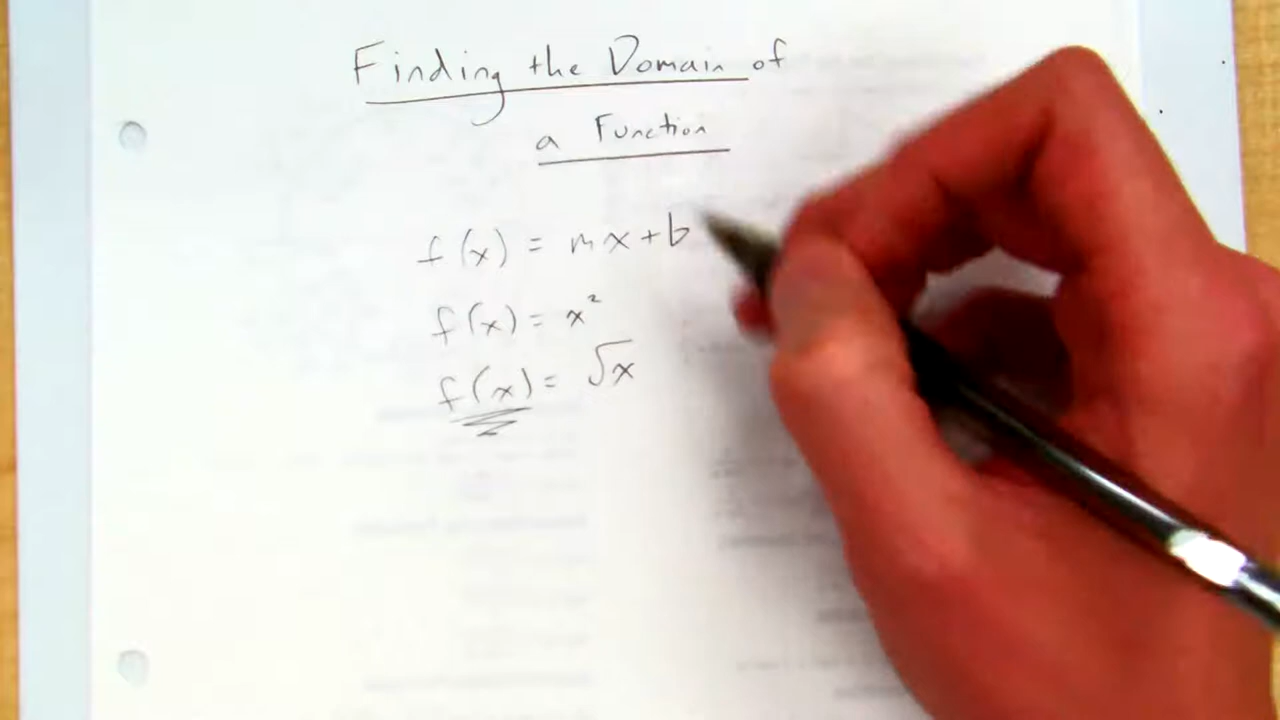 Finding the Domain of
a Function
f(x) = mx+b
f(x) = x²
f(x) = √x